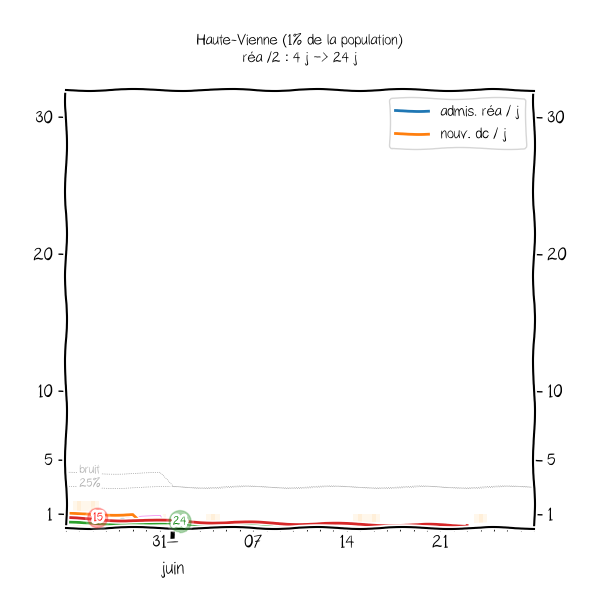 Haute-Vienne (1% de la population)
réa /2 : 4 j -> 24 j
admis. réa / j
nouv. dc / j
30 30
20 20
10 10
5 5
bruit
25%
1 15 24 1
31 07 14 21
juin